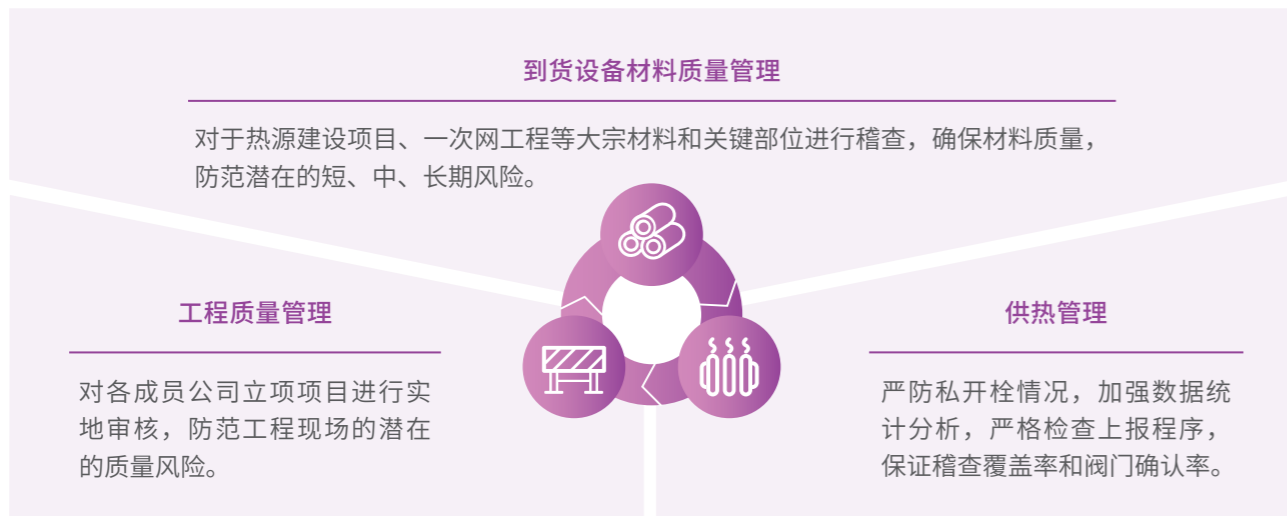 到货设备材料质量管理
对于热源建设项目、一次网工程等大宗材料和关键部位进行稽查，确保材料质量，
防范潜在的短、中、长期风险。
工程质量管理
对各成员公司立项项目进行实
地审核，防范工程现场的潜在
的质量风险。
供热管理
严防私开栓情况，加强数据统
计分析，严格检查上报程序，
保证稽查覆盖率和阀门确认率。